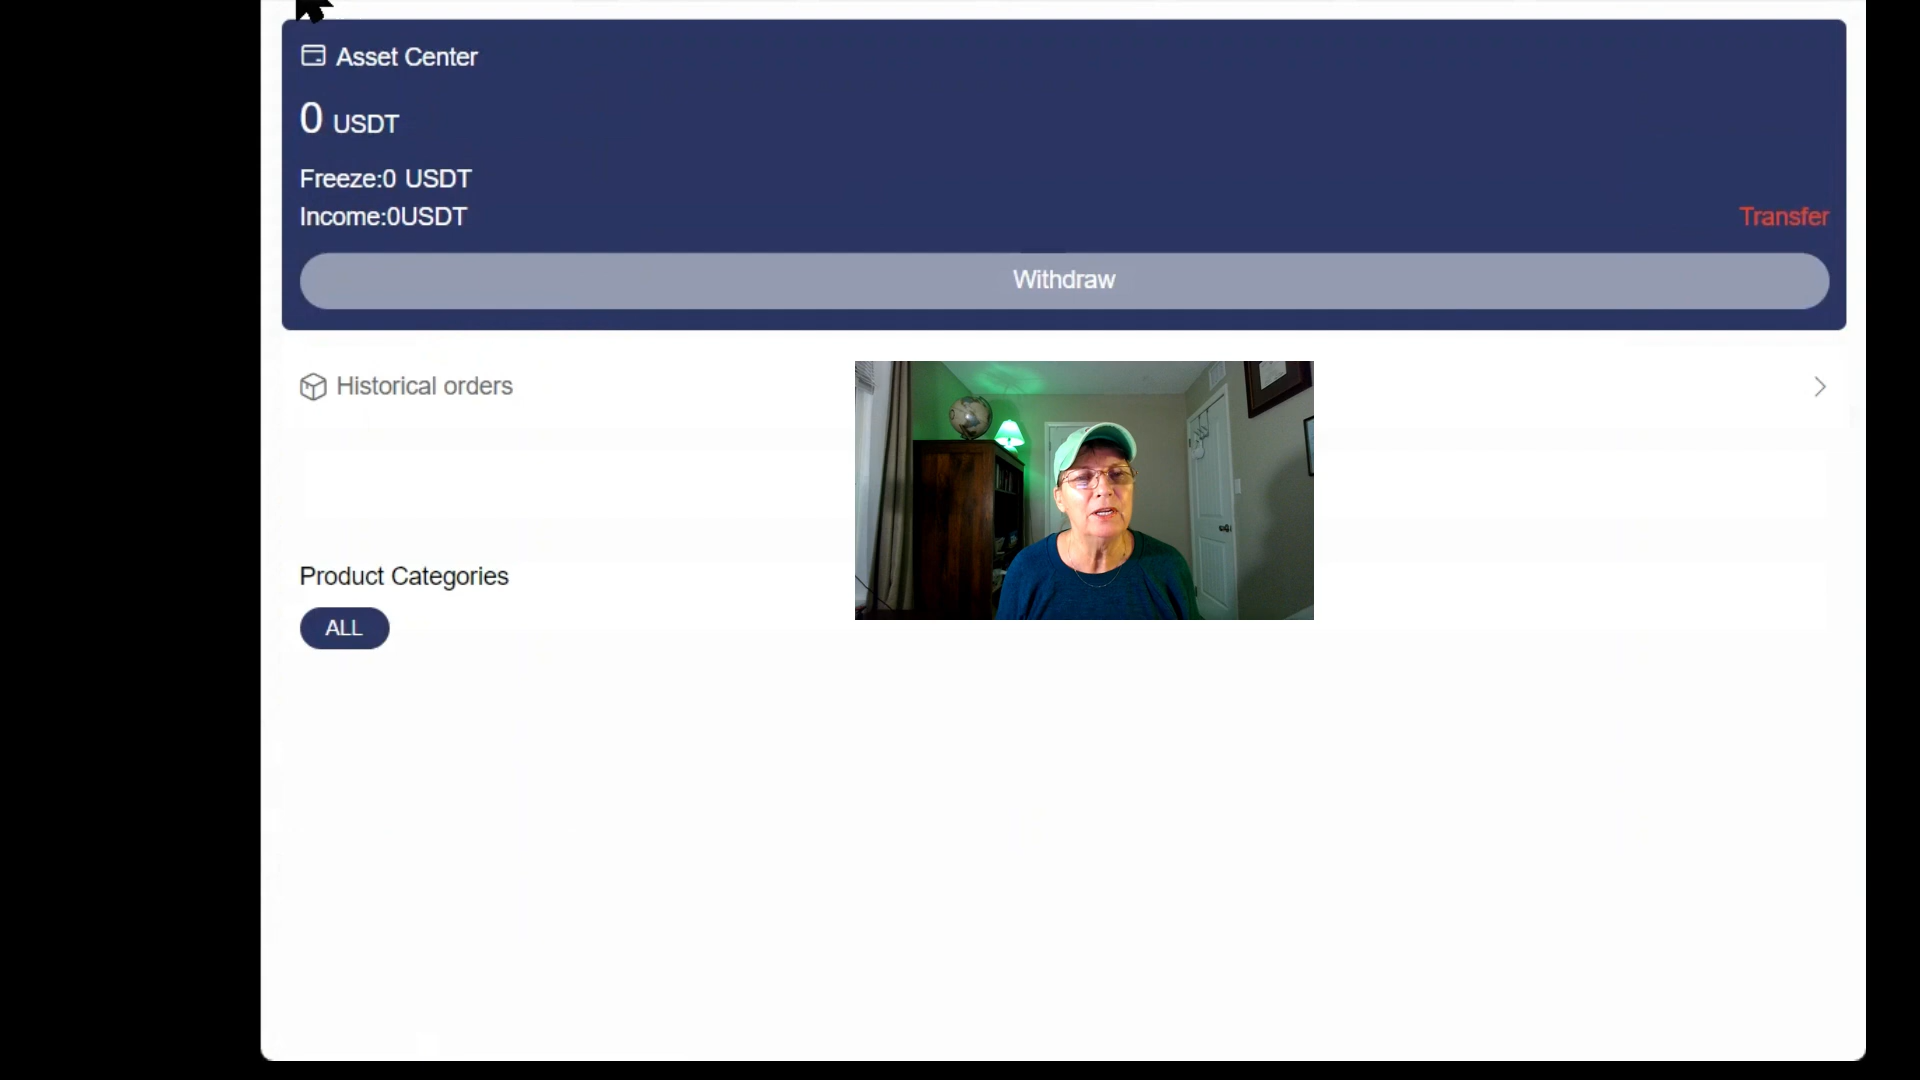 Asset Center
0 USDT
Freeze:0 USDT
Income:0USDT
Transfer
Withdraw
Historical orders
Product Categories
ALL